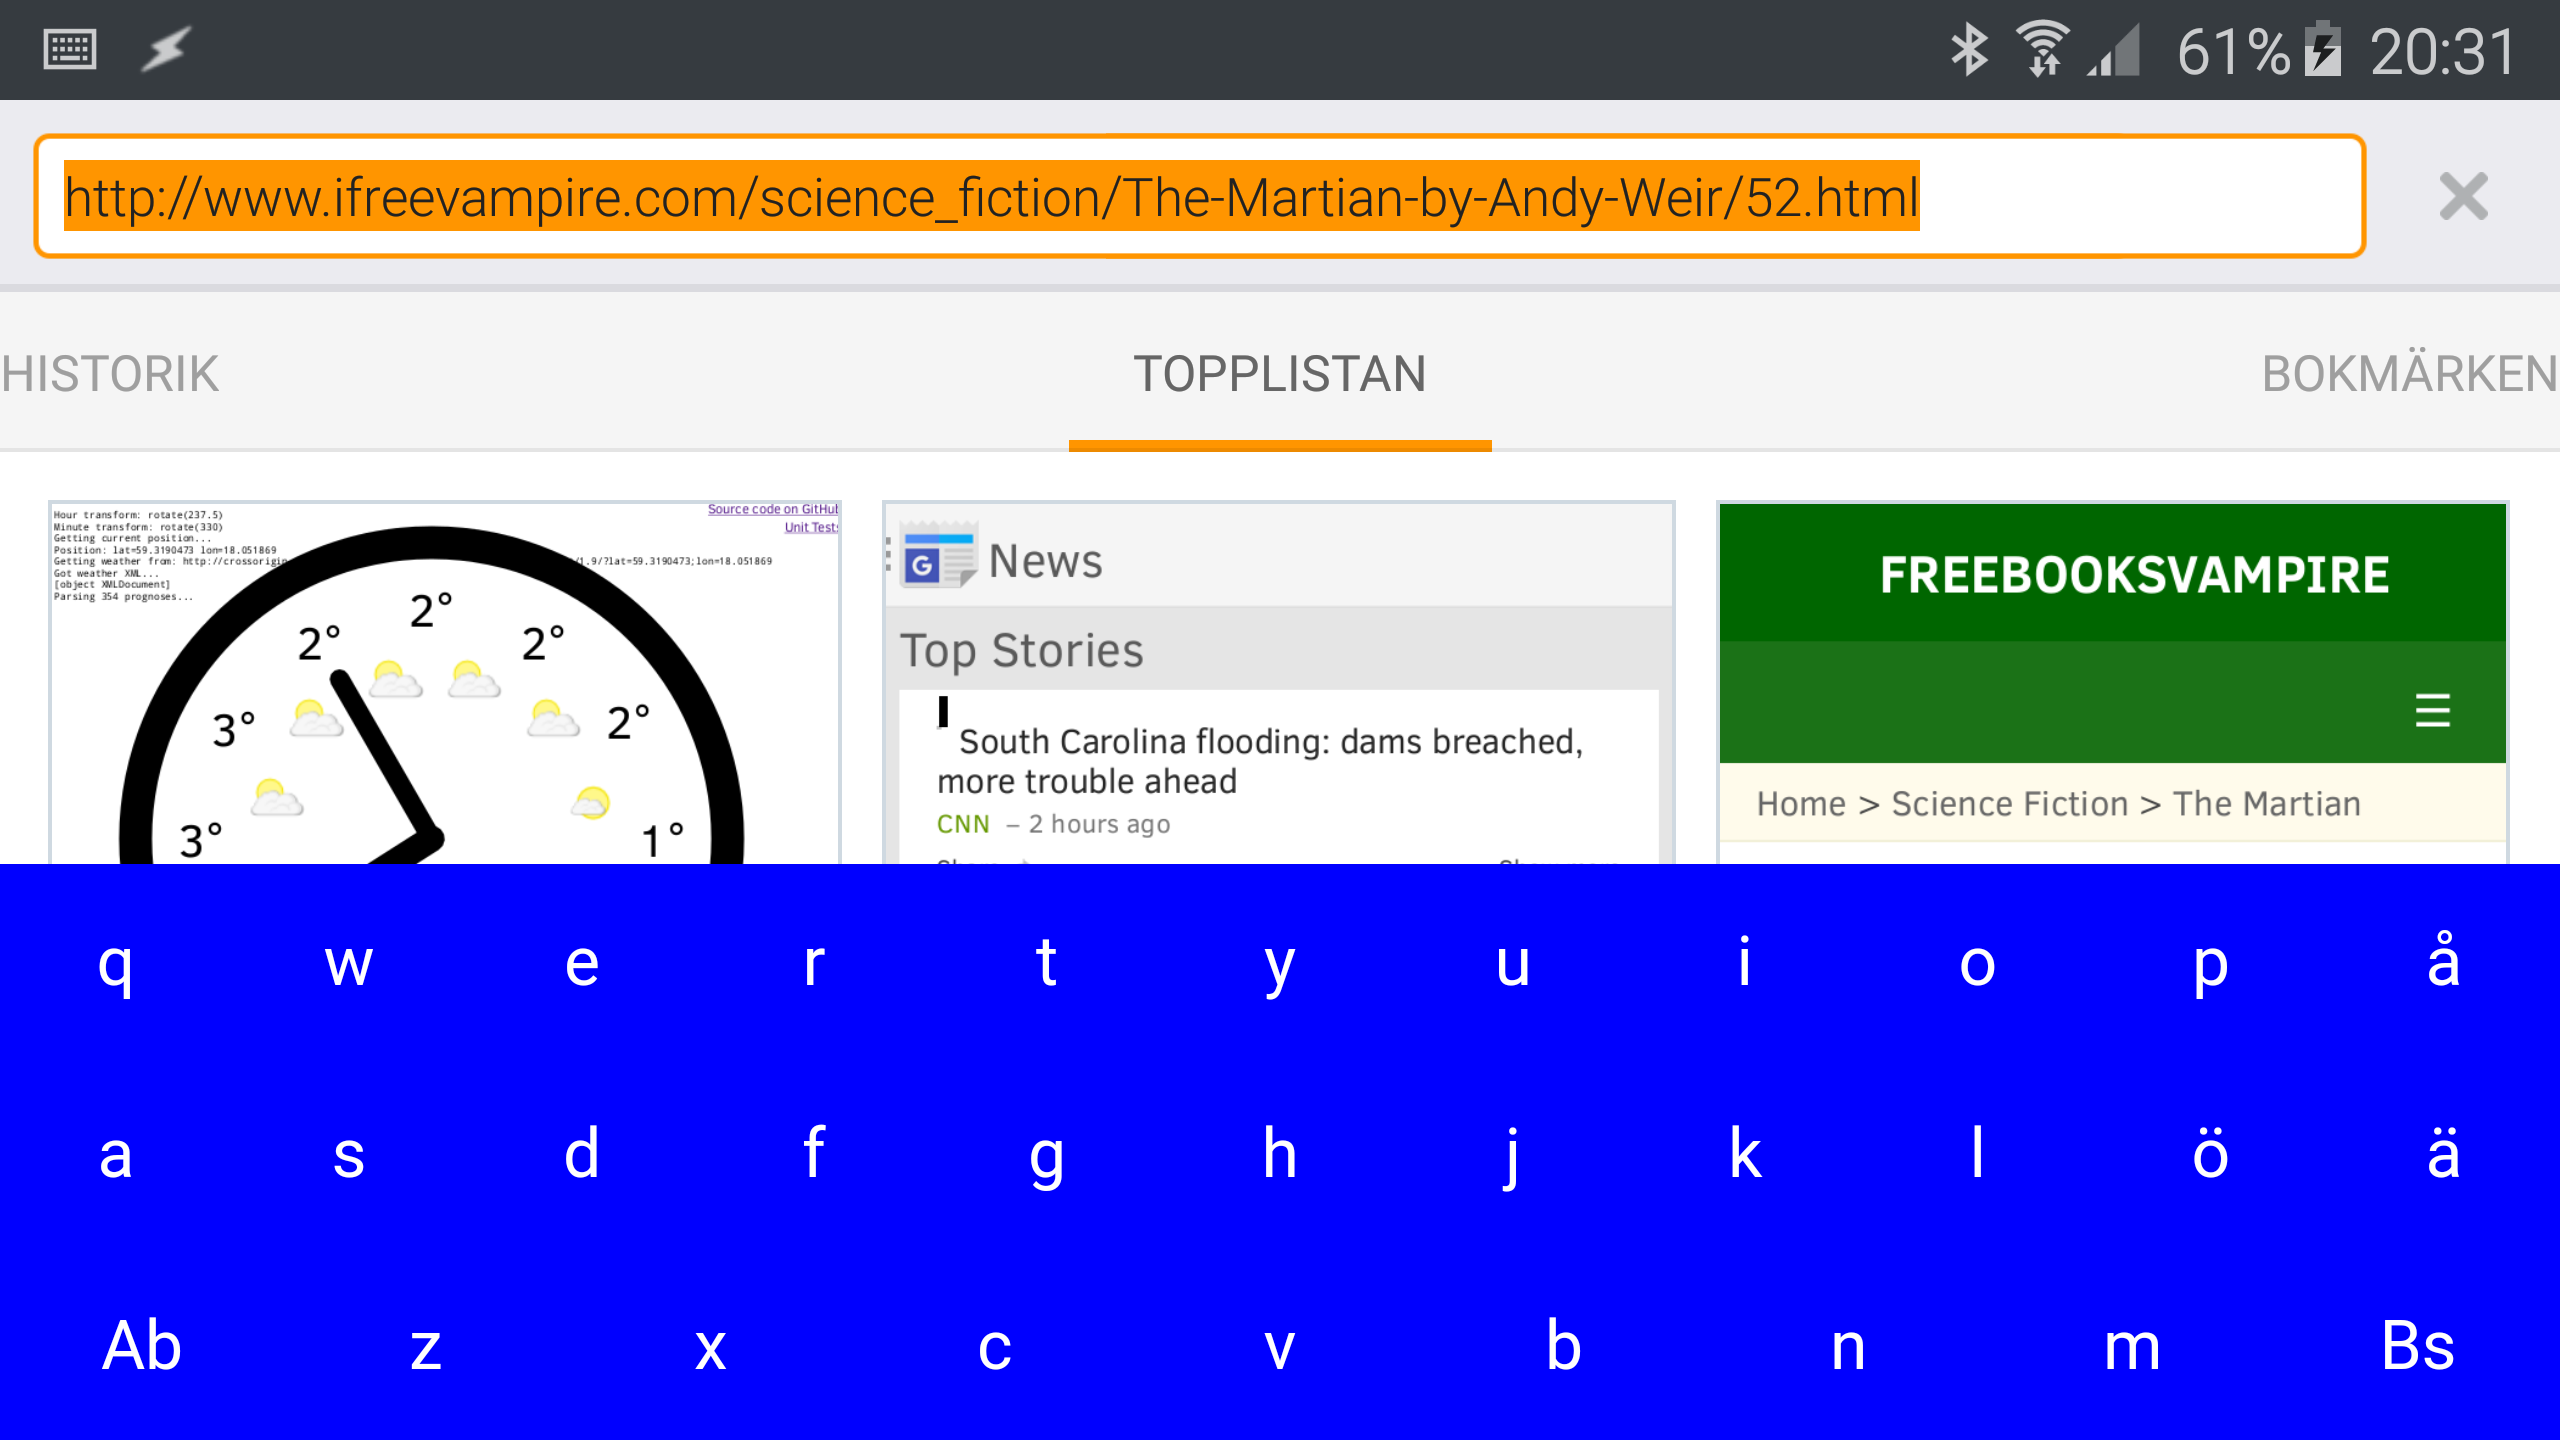 61% 20:31
http://www.ifreevampire.com/science_fiction/The-Martian-by-Andy-Weir/52.html
HISTORIK TOPPLISTAN BOKMÄRKEN
Hour transform: rotate(237.5)
Minute transform: rotate(330)
Getting current position...
Position: lat=59.3190473 lon=18.051869
Getting weather from: http://crossorigin
1.9/?lat=59.3190473;lon=18.051869
Got weather XML...
[object XMLDocument]
Parsing 354 prognoses...
Source code on GitHub
Unit Tests
2°
2° 2°
3° 2°
3° 1°
G News
Top Stories
South Carolina flooding: dams breached,
more trouble ahead
CNN – 2 hours ago
FREEBOOKSVAMPIRE
Home > Science Fiction > The Martian
q w e r t y u i o p å
a s d f g h j k l ö ä
Ab z x c v b n m Bs